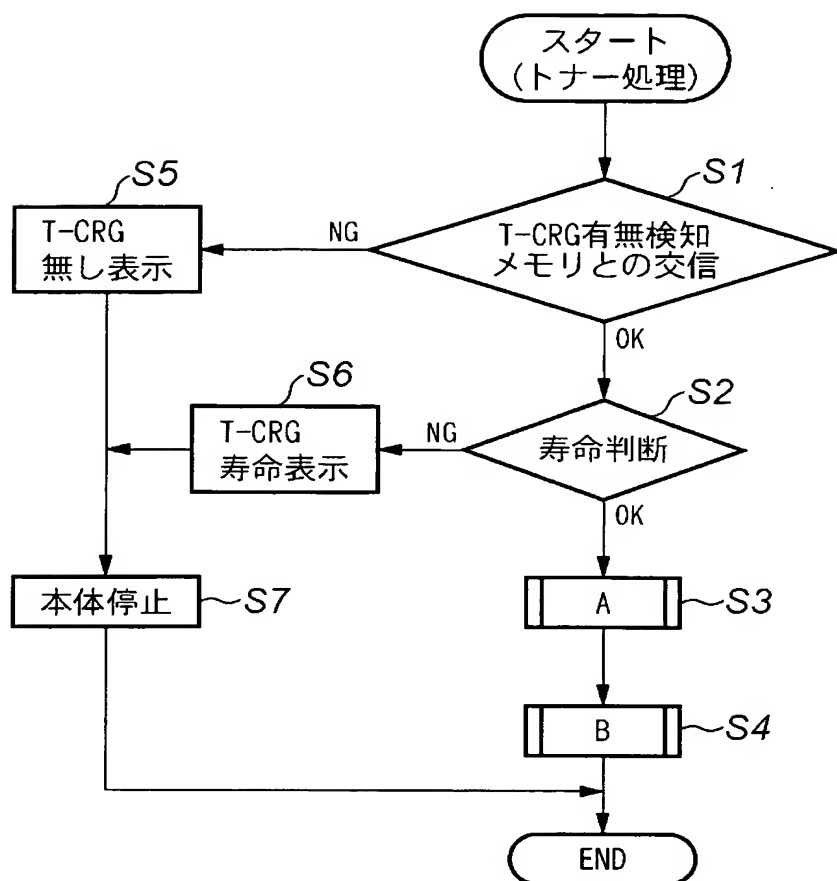 スタート
(トナー処理)
S1
T-CRG有無検知
メモリとの交信
NG
S5
T-CRG
無し表示
OK
S2
寿命判断
NG
S6
T-CRG
寿命表示
OK
本体停止
S7
A
S3
B
S4
END